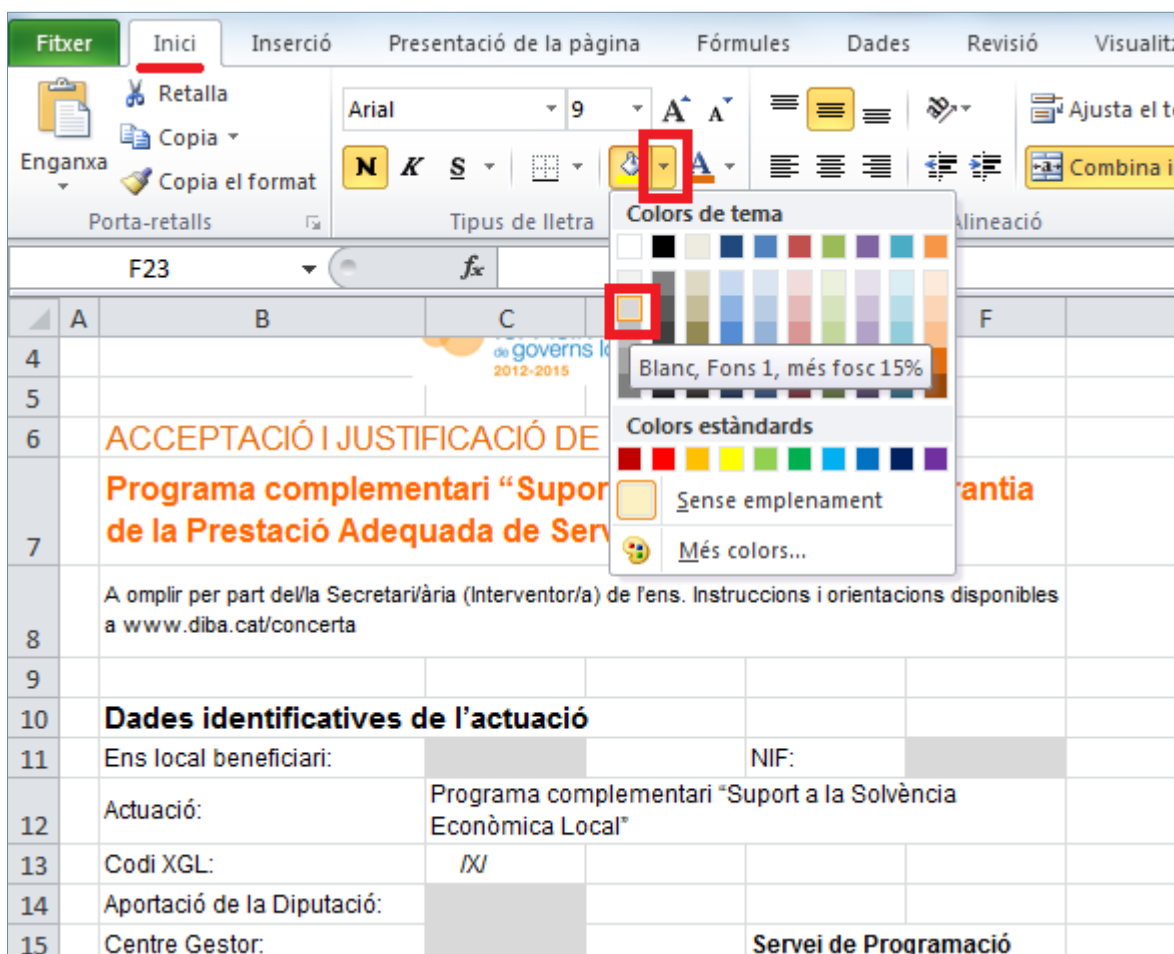 Fitxer Inici Inserció Presentació de la pàgina Fórmules Dades Revisió
Retalla
Arial 9 A A Ajusta el
Copia
Enganxa
N K S A Combina i
Copia el format
Porta-retalls Tipus de lletra Alineació
Colors de tema
F23 fx
A B C F
4 de governs
2012-2015
Blanc, Fons 1, més fosc 15%
5
Colors estàndards
6 ACCEPTACIÓ I JUSTIFICACIÓ DE
Sense emplenament
Més colors...
7 Programa complementari “Supor rantia
de la Prestació Adequada de Ser
8 A omplir per part del/la Secretari/ària (Interventor/a) de l'ens. Instruccions i orientacions disponibles
a www.diba.cat/concerta
9
10 Dades identificatives de l’actuació
11 Ens local beneficiari: NIF:
12 Actuació: Programa complementari “Suport a la Solvència
Econòmica Local”
13 Codi XGL: /X/
14 Aportació de la Diputació:
15 Centre Gestor: Servei de Programació